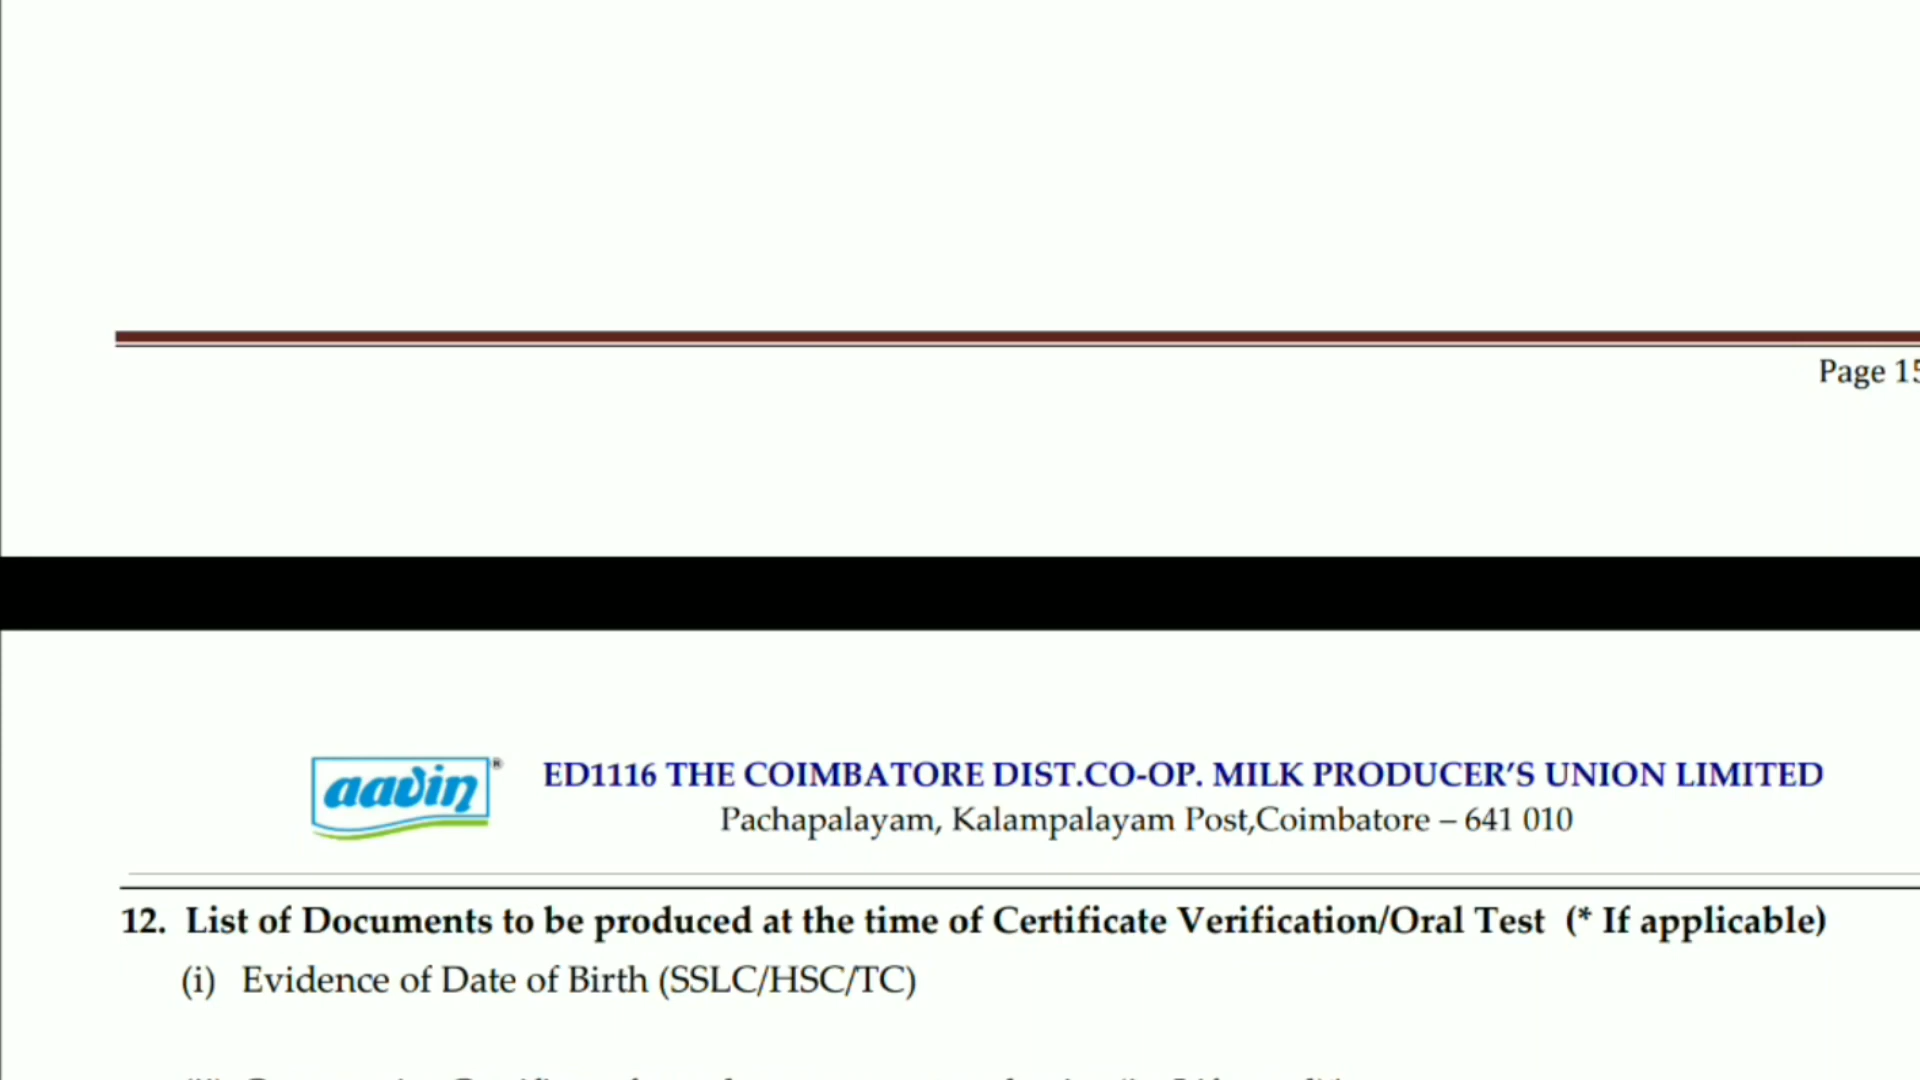 Page 15
aavin®
ED1116 THE COIMBATORE DIST.CO-OP. MILK PRODUCER'S UNION LIMITED
Pachapalayam, Kalampalayam Post,Coimbatore – 641 010
12. List of Documents to be produced at the time of Certificate Verification/Oral Test (* If applicable)
(i) Evidence of Date of Birth (SSLC/HSC/TC)